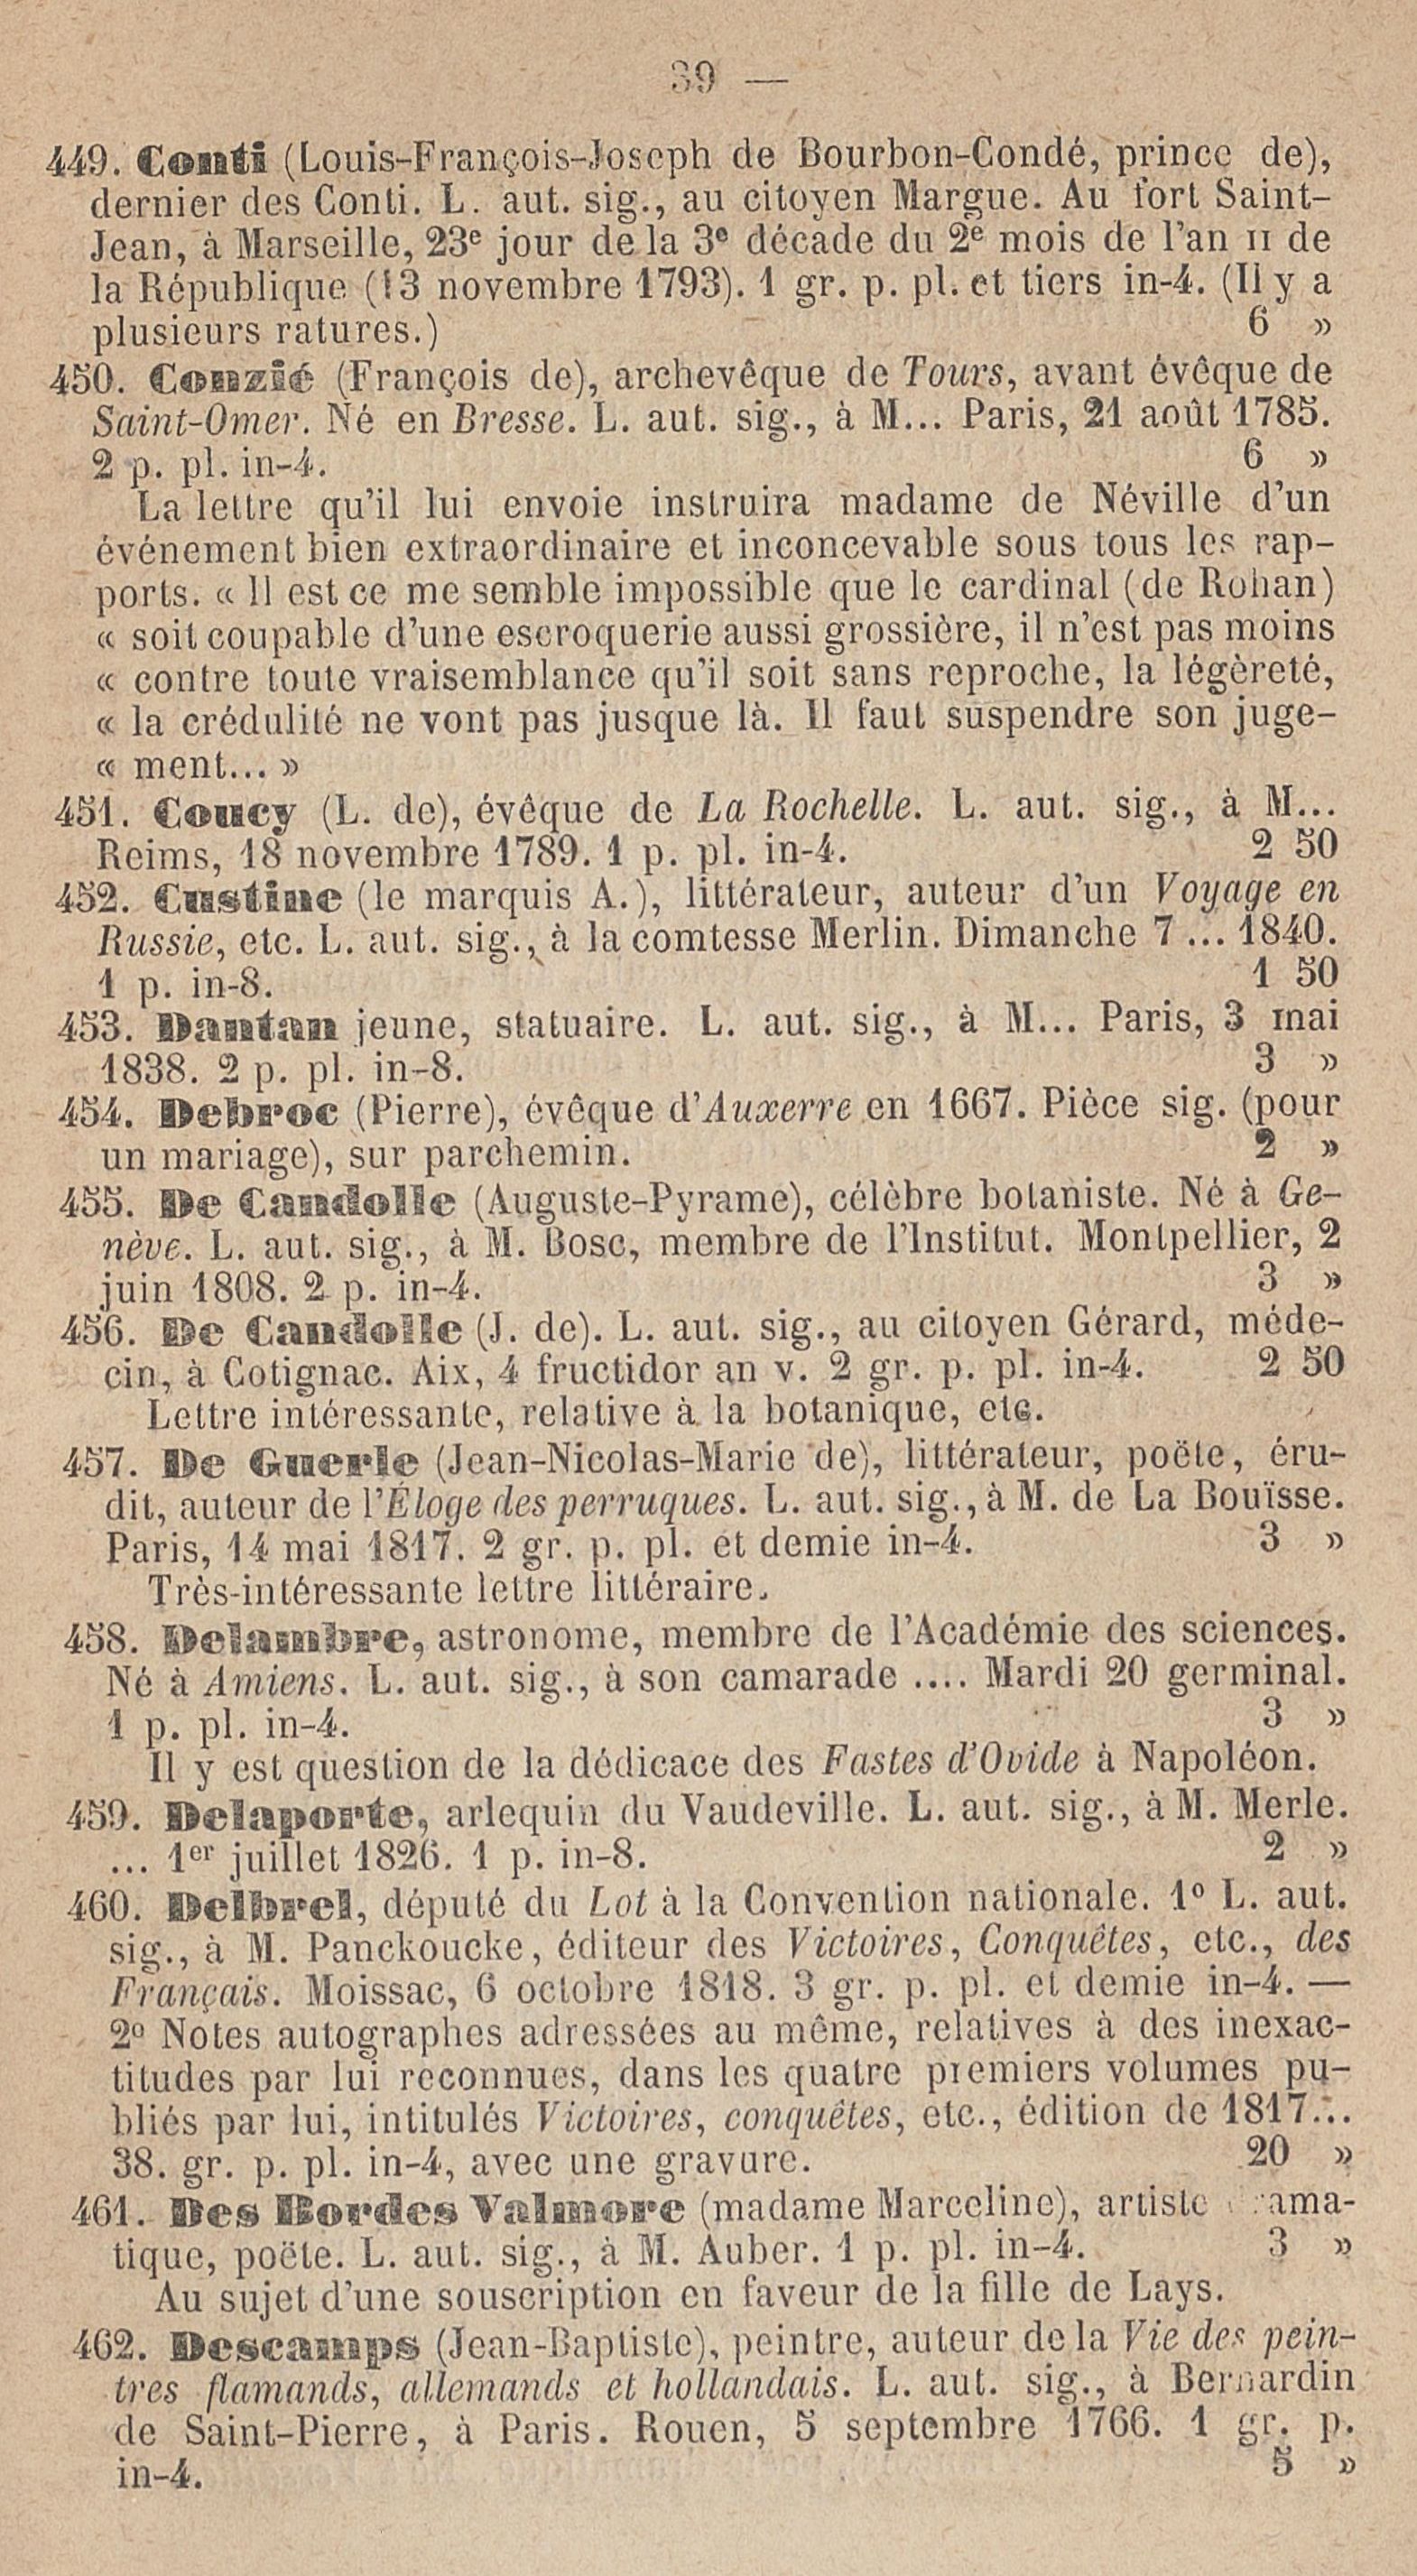 39 —
449. Conti (Louis-François-Joseph de Bourbon-Condé, prince de),
dernier des Conti. L. aut. sig., au citoyen Margue. Au fort Saint-
Jean, à Marseille, 23e jour de la 3e décade du 2e mois de l'an II de
la République (13 novembre 1793). 1 gr. p. pl. et tiers in-4. (Il y a
plusieurs ratures.) 6 »
450. Conzié (François de), archevêque de Tours, avant évêque de
Saint-Omer. Né en Bresse. L. aut. sig., à M... Paris, 21 août 1785.
2 p. pl. in-4. 6 »
La lettre qu'il lui envoie instruira madame de Néville d'un
événement bien extraordinaire et inconcevable sous tous les rap-
ports. « Il est ce me semble impossible que le cardinal (de Rohan)
« soit coupable d'une escroquerie aussi grossière, il n'est pas moins
« contre toute vraisemblance qu'il soit sans reproche, la légèreté,
« la crédulité ne vont pas jusque là. Il faut suspendre son juge-
« ment... »
451. Coucy (L. de), évêque de La Rochelle. L. aut. sig., à M...
Reims, 18 novembre 1789. 1 p. pl. in-4. 2 50
452. Custine (le marquis A.), littérateur, auteur d'un Voyage en
Russie, etc. L. aut. sig., à la comtesse Merlin. Dimanche 7 ... 1840.
1 p. in-8. 1 50
453. Dantan jeune, statuaire. L. aut. sig., à M... Paris, 3 mai
1838. 2 p. pl. in-8. 3 »
454. Debroc (Pierre), évêque d'Auxerre en 1667. Pièce sig. (pour
un mariage), sur parchemin. 2 »
455. De Candolle (Auguste-Pyrame), célèbre botaniste. Né à Ge-
nève. L. aut. sig., à M. Bosc, membre de l'Institut. Montpellier, 2
juin 1808. 2 p. in-4. 3 »
456. De Candolle (J. de). L. aut. sig., au citoyen Gérard, méde-
cin, à Cotignac. Aix, 4 fructidor an v. 2 gr. p. pl. in-4. 2 50
Lettre intéressante, relative à la botanique, etc.
457. De Guerle (Jean-Nicolas-Marie de), littérateur, poëte, éru-
dit, auteur de l'Éloge des perruques. L. aut. sig., à M. de La Bouïsse.
Paris, 14 mai 1817. 2 gr. p. pl. et demie in-4. 3 »
Très-intéressante lettre littéraire.
458. Delambre, astronome, membre de l'Académie des sciences.
Né à Amiens. L. aut. sig., à son camarade .... Mardi 20 germinal.
1 p. pl. in-4. 3 »
Il y est question de la dédicace des Fastes d'Ovide à Napoléon.
459. Delaporte, arlequin du Vaudeville. L. aut. sig., à M. Merle.
... 1er juillet 1826. 1 p. in-8. 2 »
460. Delbrel, député du Lot à la Convention nationale. 1o L. aut.
sig., à M. Panckoucke, éditeur des Victoires, Conquêtes, etc., des
Français. Moissac, 6 octobre 1818. 3 gr. p. pl. et demie in-4. —
2o Notes autographes adressées au même, relatives à des inexac-
titudes par lui reconnues, dans les quatre premiers volumes pu-
bliés par lui, intitulés Victoires, conquêtes, etc., édition de 1817...
38. gr. p. pl. in-4, avec une gravure. 20 »
461. Des Bordes Valmore (madame Marceline), artiste drama-
tique, poëte. L. aut. sig., à M. Auber. 1 p. pl. in-4. 3 »
Au sujet d'une souscription en faveur de la fille de Lays.
462. Descamps (Jean-Baptiste), peintre, auteur de la Vie des pein-
tres flamands, allemands et hollandais. L. aut. sig., à Bernardin
de Saint-Pierre, à Paris. Rouen, 5 septembre 1766. 1 gr. p.
in-4. 5 »